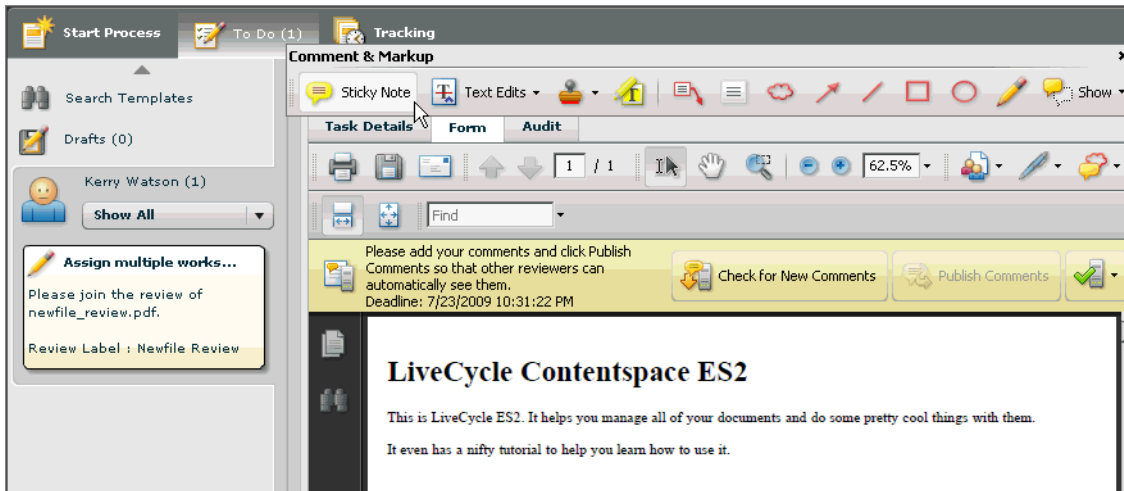 Start Process
To Do (1)
Tracking
Comment & Markup
Sticky Note
Text Edits
Show
Search Templates
Drafts (0)
Kerry Watson (1)
Show All
Assign multiple works...
Please join the review of
newfile_review.pdf.
Review Label : Newfile Review
Task Details
Form
Audit
1 / 1
62.5%
Find
Please add your comments and click Publish
Comments so that other reviewers can
automatically see them.
Deadline: 7/23/2009 10:31:22 PM
Check for New Comments
Publish Comments
LiveCycle Contentspace ES2
This is LiveCycle ES2. It helps you manage all of your documents and do some pretty cool things with them.
It even has a nifty tutorial to help you learn how to use it.